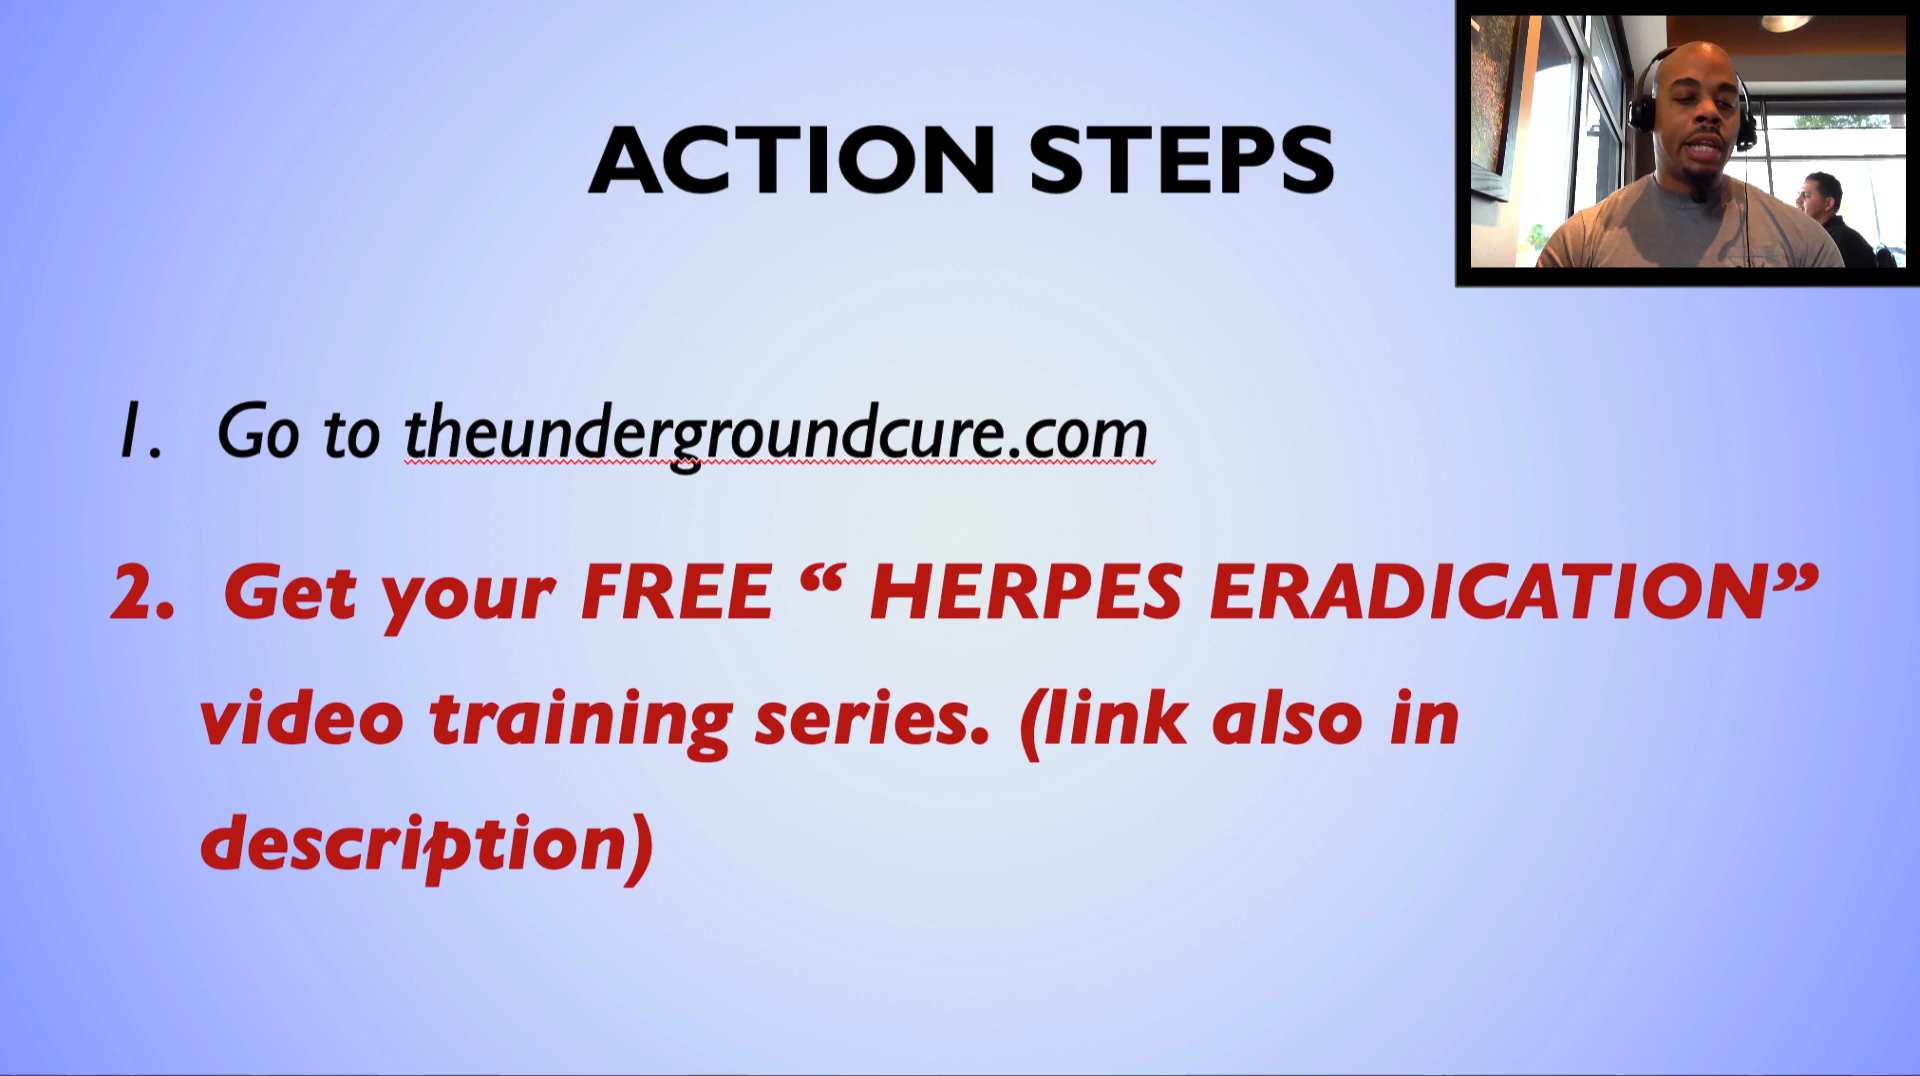 ACTION STEPS
1. Go to theundergroundcure.com
2. Get your FREE “ HERPES ERADICATION”
video training series. (link also in
description)